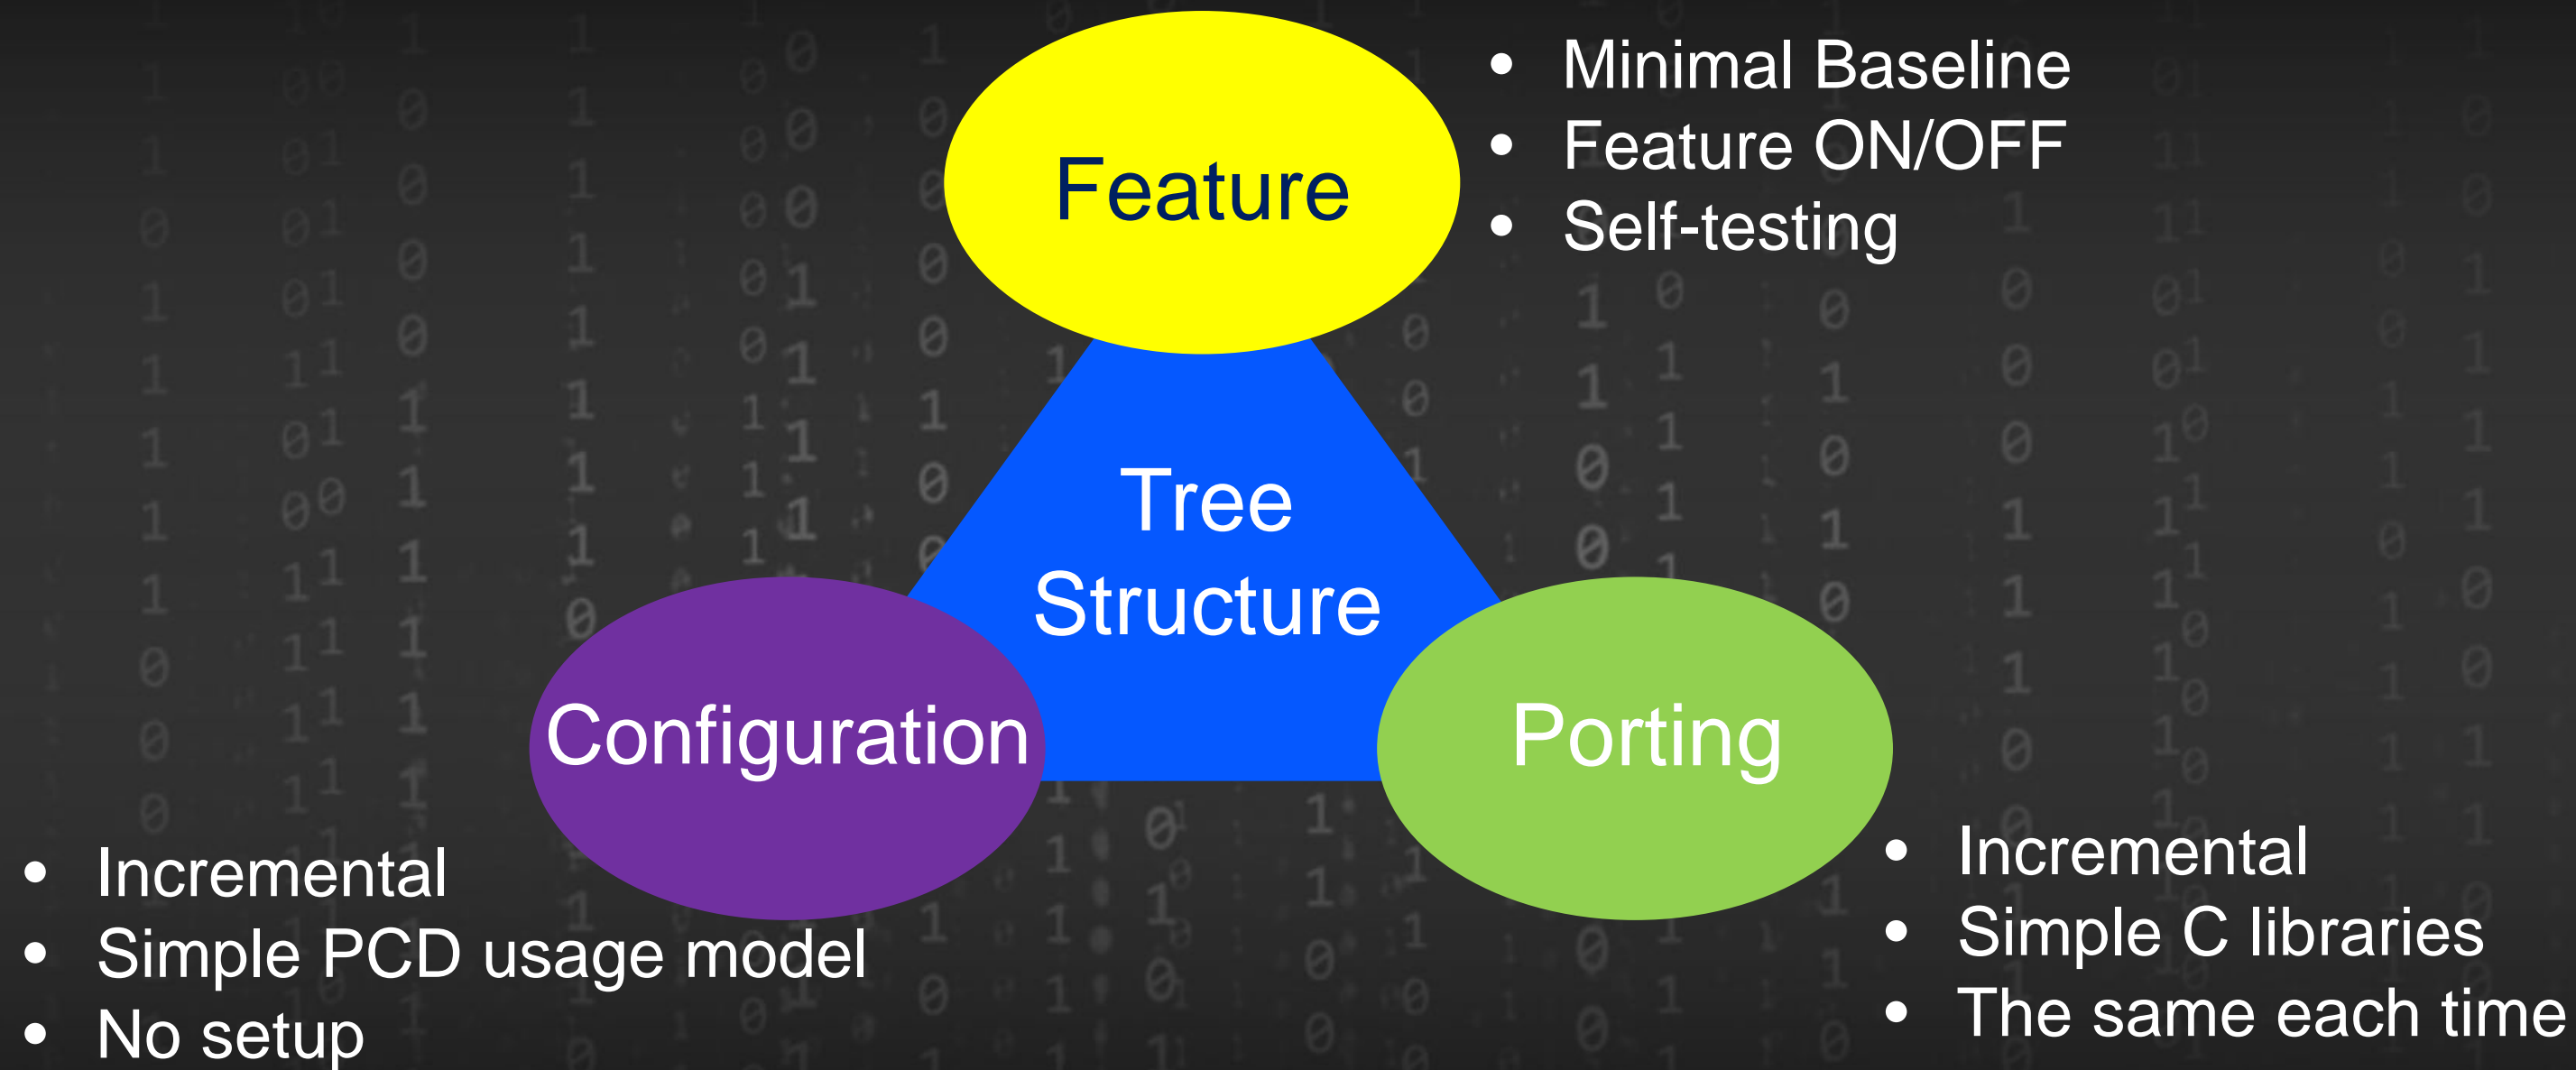 Feature
• Minimal Baseline
• Feature ON/OFF
• Self-testing
Tree
Structure
Configuration
Porting
• Incremental
• Simple PCD usage model
• No setup
• Incremental
• Simple C libraries
• The same each time